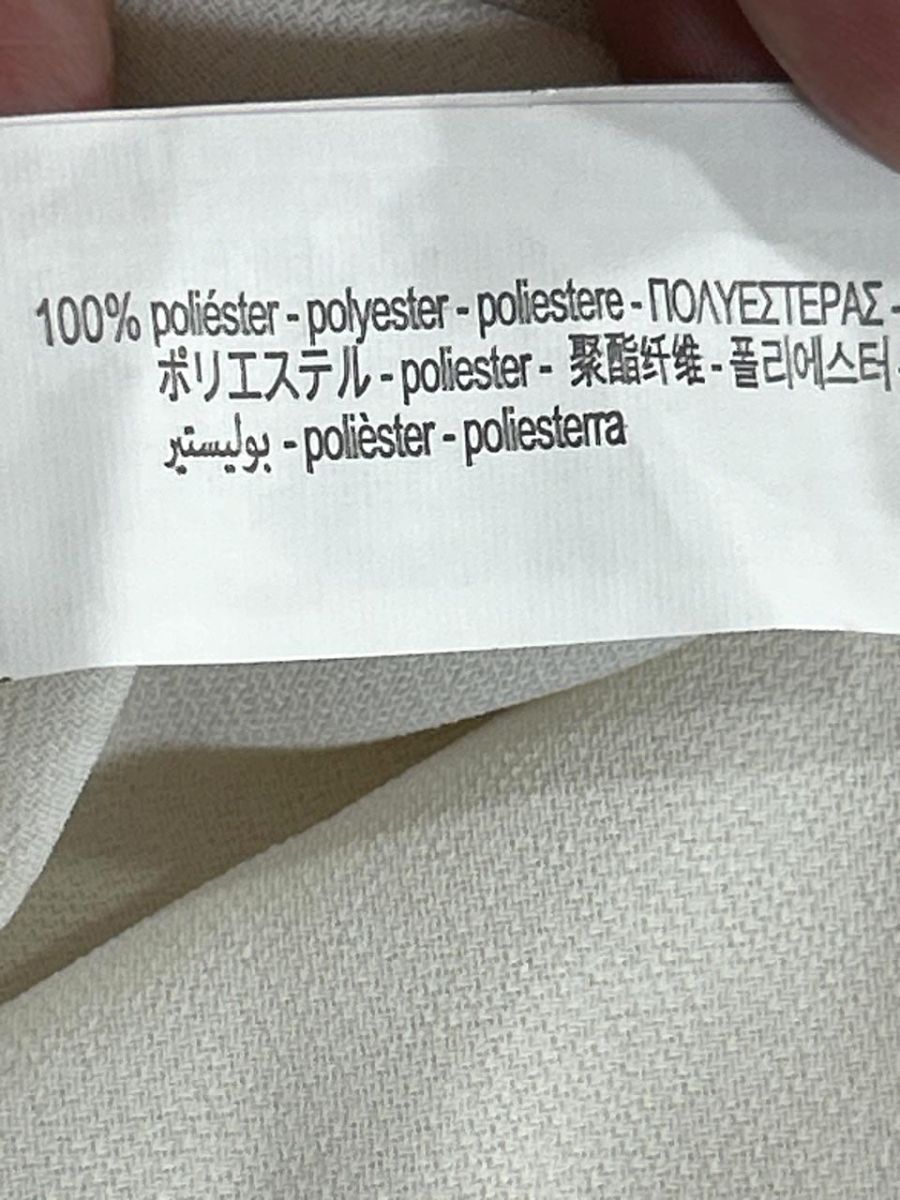 100% poliéster - polyester - poliestere - ΠΟΛΥΕΣΤΕΡΑΣ -
ポリエステル - poliester - 聚酯纤维 - 폴리에스터 -
بوليستير - polièster - poliesterra